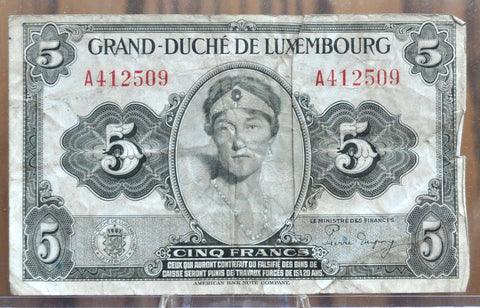 5 GRAND-DUCHÉ DE LUXEMBOURG 5
A412509 A412509
5 5
LE MINISTRE DES FINANCES
Pierre Dupong
5 CINQ FRANCS 5
CEUX QUI AURONT CONTREFAIT OU FALSIFIÉ DES BONS DE
CAISSE SERONT PUNIS DE TRAVAUX FORCÉS DE 15 À 20 ANS
AMERICAN BANK NOTE COMPANY.